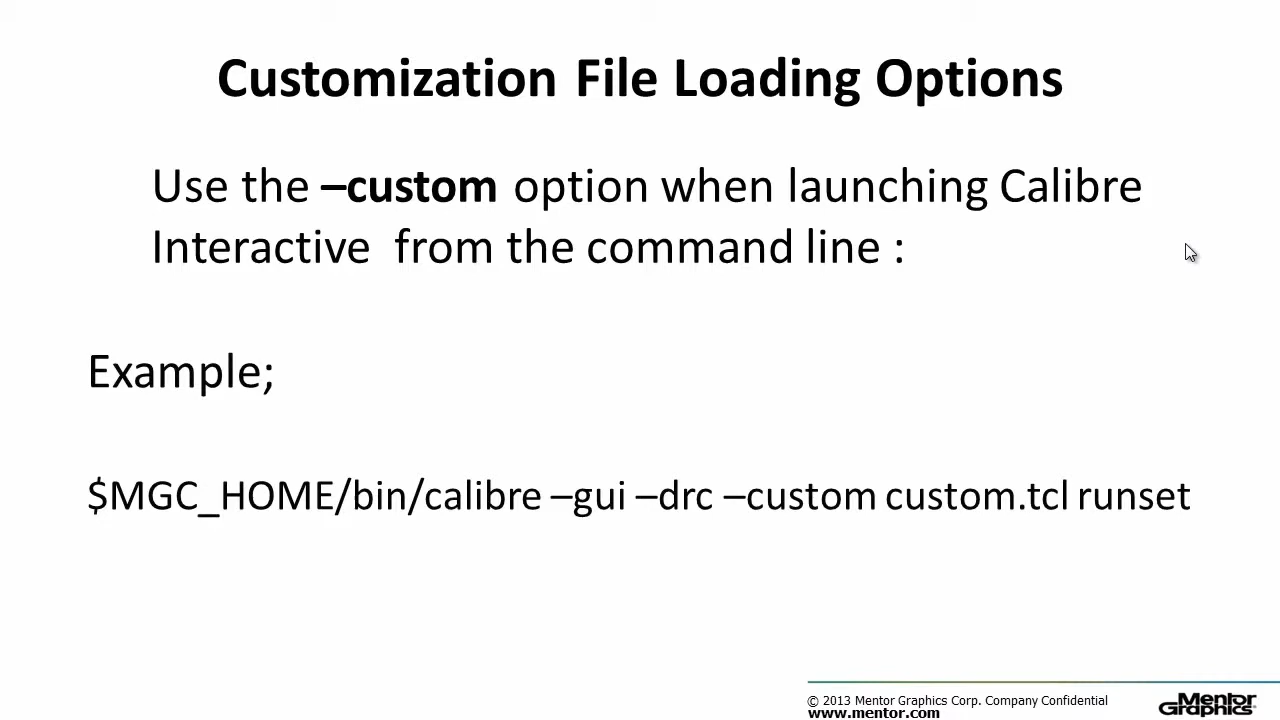 Customization File Loading Options
Use the –custom option when launching Calibre
Interactive from the command line :
Example;
$MGC_HOME/bin/calibre –gui –drc –custom custom.tcl runset
© 2013 Mentor Graphics Corp. Company Confidential
www.mentor.com
Mentor
Graphics